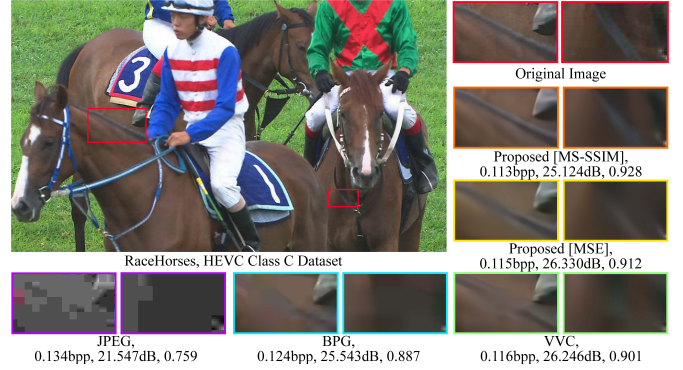 3
1
Original Image
Proposed [MS-SSIM],
0.113bpp, 25.124dB, 0.928
Proposed [MSE],
0.115bpp, 26.330dB, 0.912
RaceHorses, HEVC Class C Dataset
JPEG,
0.134bpp, 21.547dB, 0.759
BPG,
0.124bpp, 25.543dB, 0.887
VVC,
0.116bpp, 26.246dB, 0.901